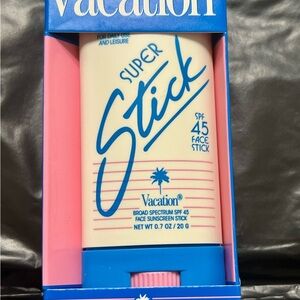 Vacation
FOR DAILY USE
AND LEISURE
SUPER
Stick
SPF
45
FACE
STICK
Vacation®
BROAD SPECTRUM SPF 45
FACE SUNSCREEN STICK
NET WT 0.7 OZ / 20 G